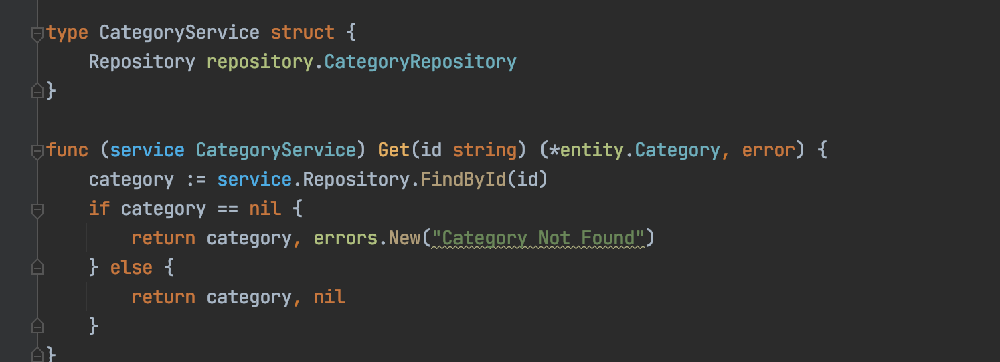 type CategoryService struct {
    Repository repository.CategoryRepository
}
func (service CategoryService) Get(id string) (*entity.Category, error) {
    category := service.Repository.FindById(id)
    if category == nil {
        return category, errors.New("Category Not Found")
    } else {
        return category, nil
    }
}